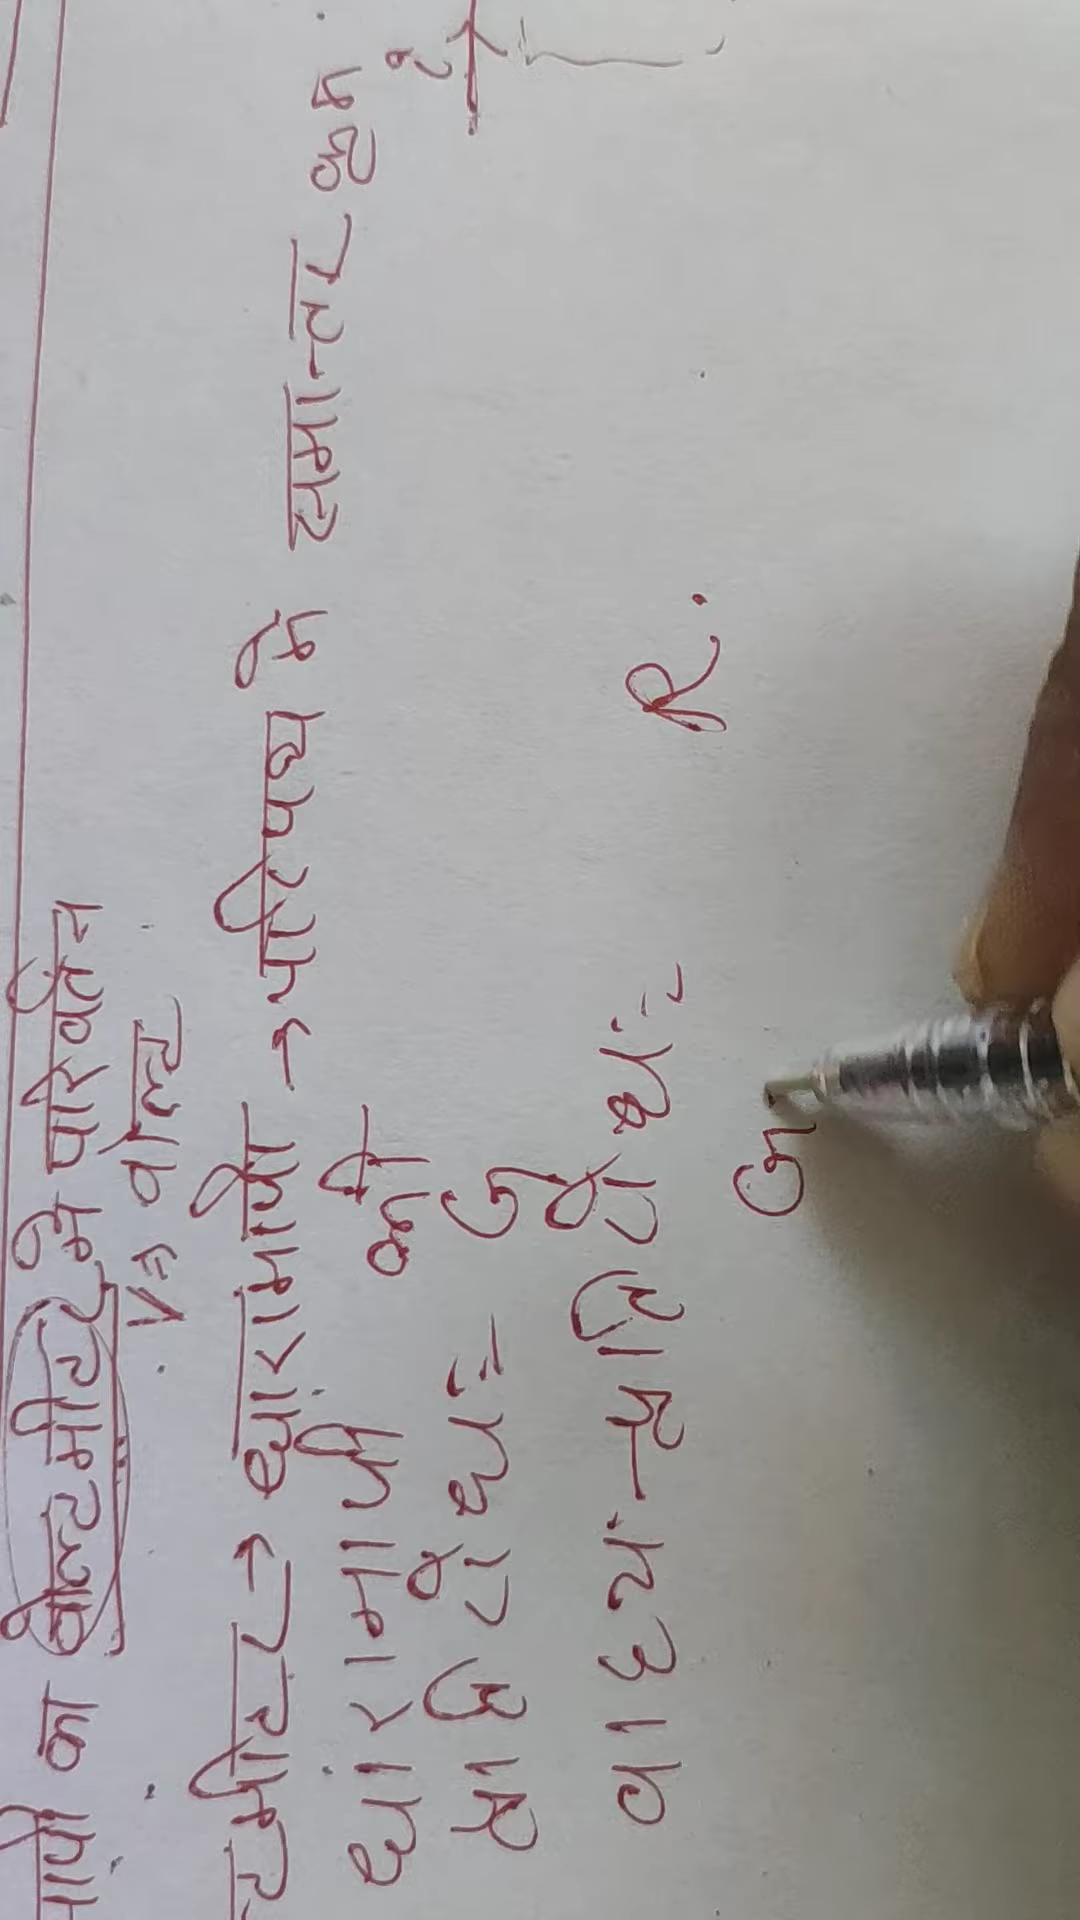 मापी का वोल्टमीटर में परिवर्तन
V = वोल्ट
टमीटर → धारामापी → परिपथ में समान्तर क्रम
धारामापी की
प्रतिरोध = G
वाह्य - प्रतिरोध = R.
G